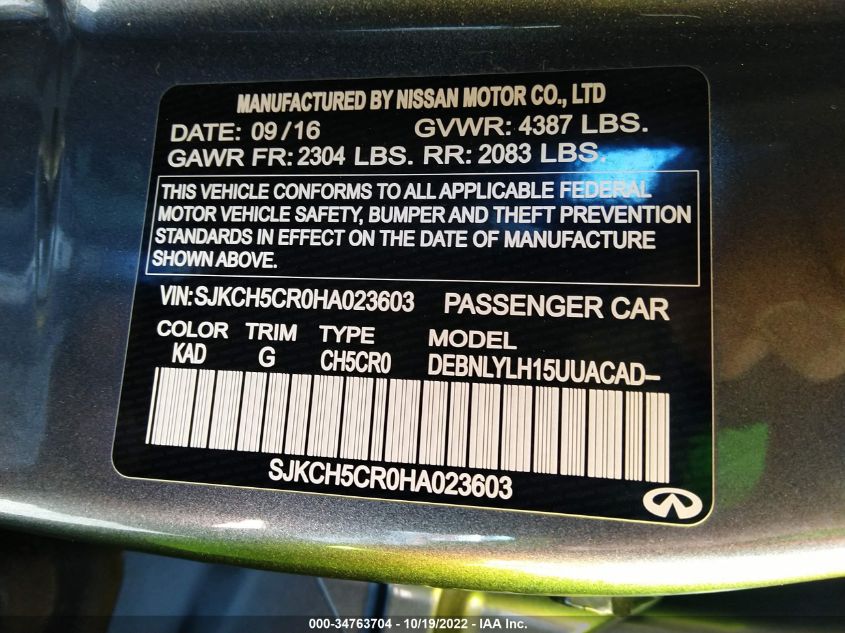 MANUFACTURED BY NISSAN MOTOR CO., LTD
DATE: 09/16 GVWR: 4387 LBS.
GAWR FR: 2304 LBS. RR: 2083 LBS.
THIS VEHICLE CONFORMS TO ALL APPLICABLE FEDERAL
MOTOR VEHICLE SAFETY, BUMPER AND THEFT PREVENTION
STANDARDS IN EFFECT ON THE DATE OF MANUFACTURE
SHOWN ABOVE.
VIN:SJKCH5CR0HA023603 PASSENGER CAR
COLOR TRIM TYPE MODEL
KAD G CH5CR0 DEBNLYLH15UUACAD–
SJKCH5CR0HA023603
000-34763704 - 10/19/2022 - IAA Inc.